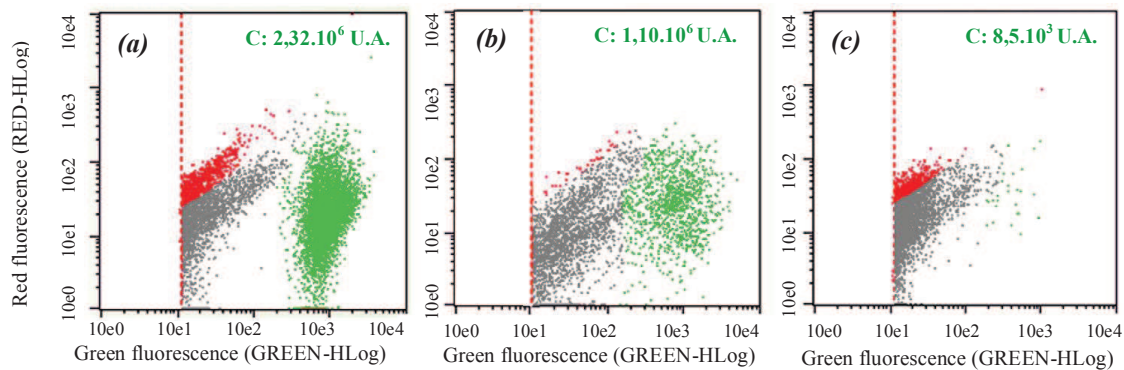 Red fluorescence (RED-HLog)
(a)
C: 2,32.10⁶ U.A.
10e4
10e3
10e2
10e1
10e0
10e0 10e1 10e2 10e3 10e4
Green fluorescence (GREEN-HLog)
(b)
C: 1,10.10⁶ U.A.
10e4
10e3
10e2
10e1
10e0
10e0 10e1 10e2 10e3 10e4
Green fluorescence (GREEN-HLog)
(c)
C: 8,5.10³ U.A.
10e4
10e3
10e2
10e1
10e0
10e0 10e1 10e2 10e3 10e4
Green fluorescence (GREEN-HLog)